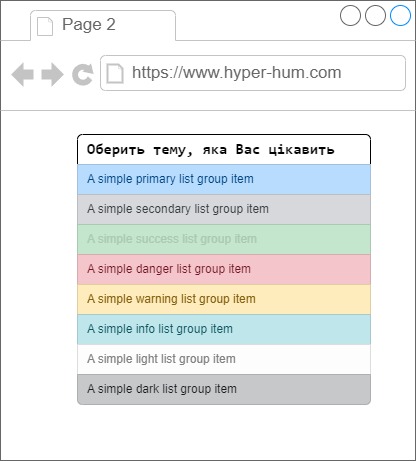 Page 2
https://www.hyper-hum.com
Оберить тему, яка Вас цікавить
A simple primary list group item
A simple secondary list group item
A simple success list group item
A simple danger list group item
A simple warning list group item
A simple info list group item
A simple light list group item
A simple dark list group item